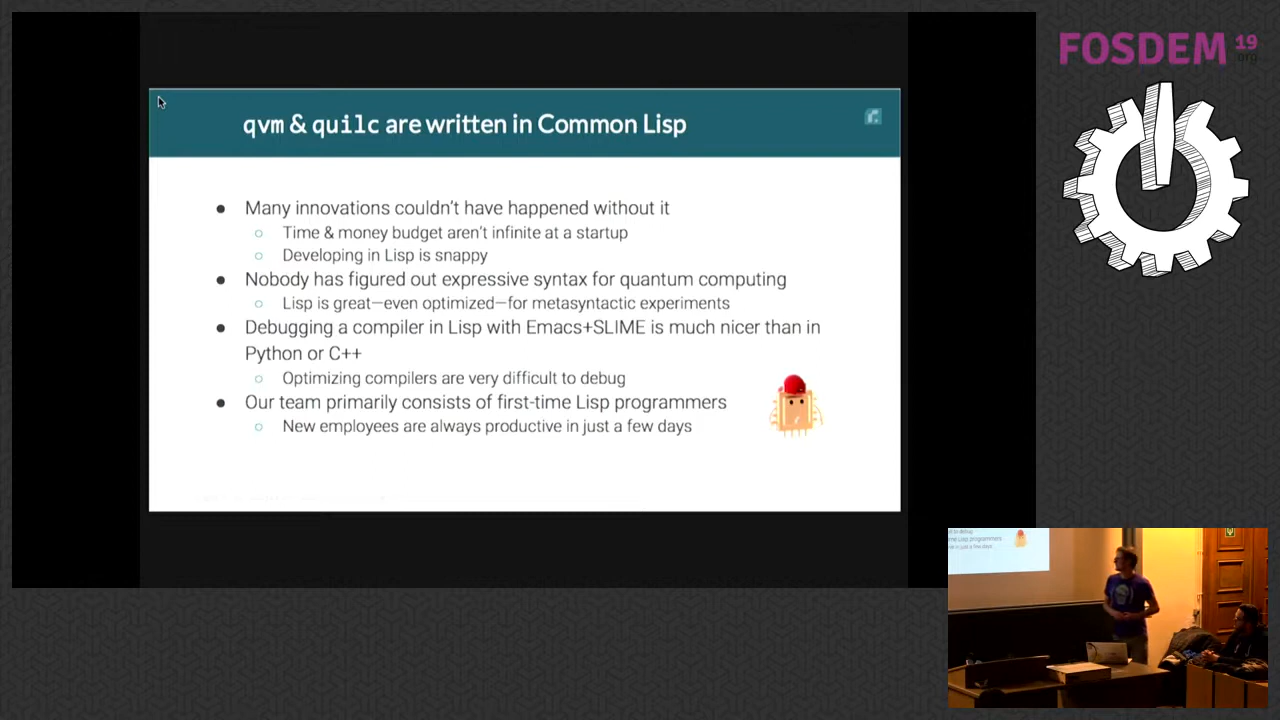 FOSDEM 19
.org
qvm & quilc are written in Common Lisp
● Many innovations couldn't have happened without it
○ Time & money budget aren't infinite at a startup
○ Developing in Lisp is snappy
● Nobody has figured out expressive syntax for quantum computing
○ Lisp is great—even optimized—for metasyntactic experiments
● Debugging a compiler in Lisp with Emacs+SLIME is much nicer than in
Python or C++
○ Optimizing compilers are very difficult to debug
● Our team primarily consists of first-time Lisp programmers
○ New employees are always productive in just a few days